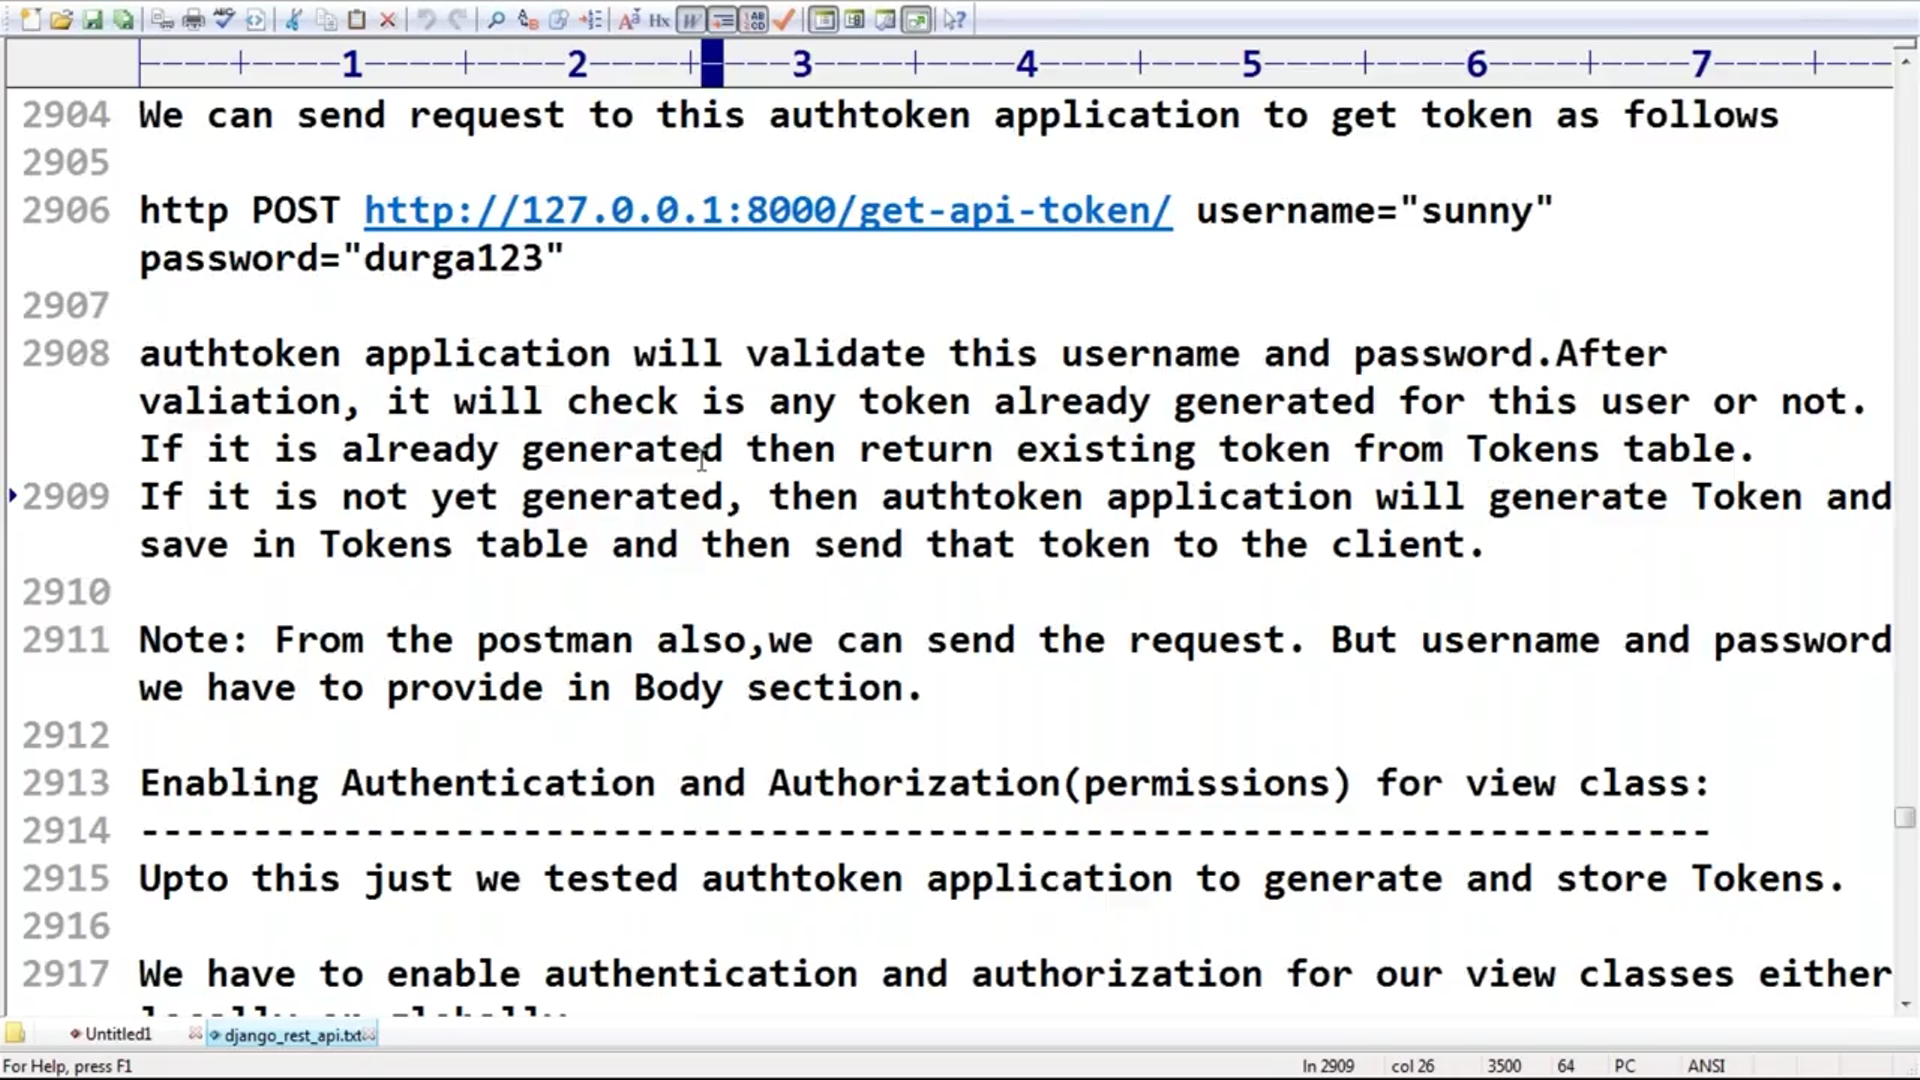 1 2 3 4 5 6 7
2904 We can send request to this authtoken application to get token as follows
2905
2906 http POST http://127.0.0.1:8000/get-api-token/ username="sunny"
password="durga123"
2907
2908 authtoken application will validate this username and password.After
valiation, it will check is any token already generated for this user or not.
If it is already generated then return existing token from Tokens table.
2909 If it is not yet generated, then authtoken application will generate Token and
save in Tokens table and then send that token to the client.
2910
2911 Note: From the postman also,we can send the request. But username and password
we have to provide in Body section.
2912
2913 Enabling Authentication and Authorization(permissions) for view class:
2914 ----------------------------------------------------------------------
2915 Upto this just we tested authtoken application to generate and store Tokens.
2916
2917 We have to enable authentication and authorization for our view classes either
Untitled1 django_rest_api.txt
For Help, press F1 ln 2909 col 26 3500 64 PC ANSI